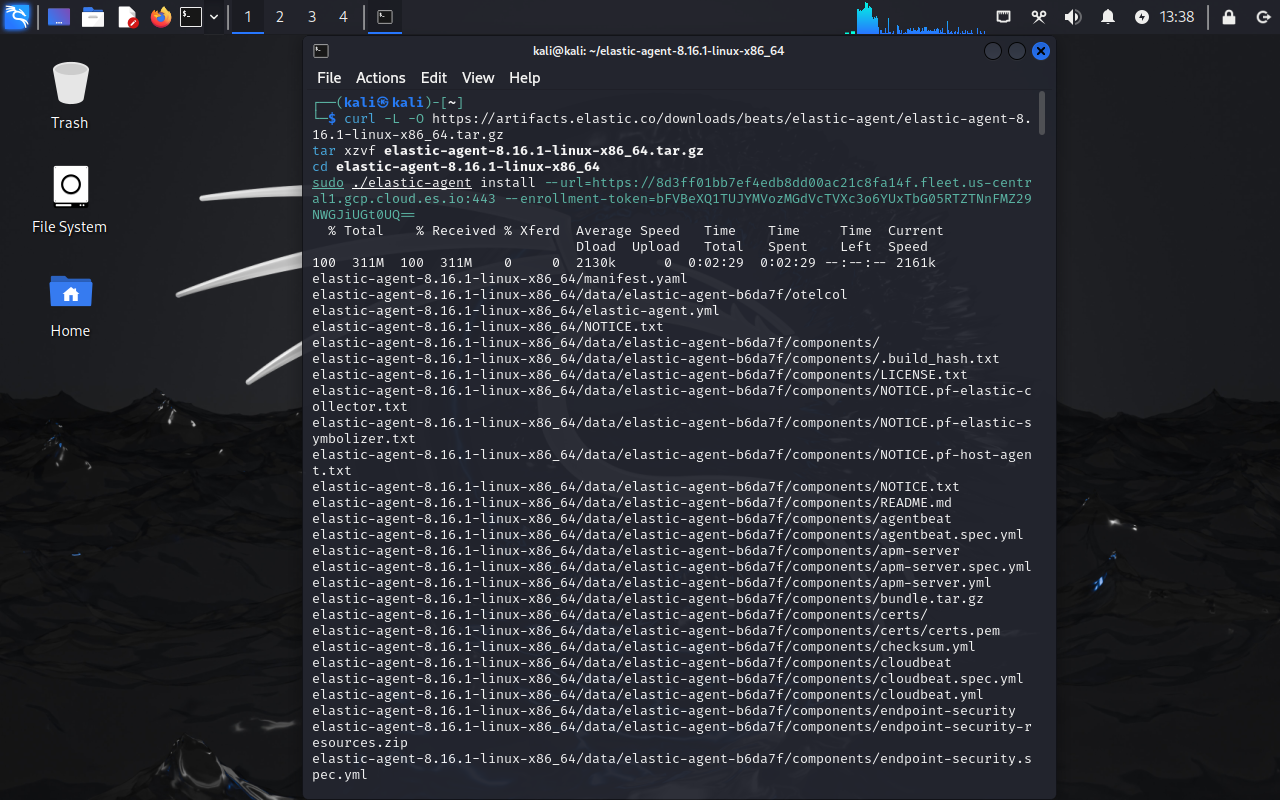 1 2 3 4 13:38
kali@kali: ~/elastic-agent-8.16.1-linux-x86_64
File Actions Edit View Help
Trash
File System
Home
┌──(kali㉿kali)-[~]
└─$ curl -L -O https://artifacts.elastic.co/downloads/beats/elastic-agent/elastic-agent-8.
16.1-linux-x86_64.tar.gz
tar xzvf elastic-agent-8.16.1-linux-x86_64.tar.gz
cd elastic-agent-8.16.1-linux-x86_64
sudo ./elastic-agent install --url=https://8d3ff01bb7ef4edb8dd00ac21c8fa14f.fleet.us-centr
al1.gcp.cloud.es.io:443 --enrollment-token=bFVBeXQ1TUJYMVozMGdVcTVXc3o6YUxTbG05RTZTNnFMZ29
NWGJiUGt0UQ==
% Total % Received % Xferd Average Speed Time Time Time Current
Dload Upload Total Spent Left Speed
100 311M 100 311M 0 0 2130k 0 0:02:29 0:02:29 --:--:-- 2161k
elastic-agent-8.16.1-linux-x86_64/manifest.yaml
elastic-agent-8.16.1-linux-x86_64/data/elastic-agent-b6da7f/otelcol
elastic-agent-8.16.1-linux-x86_64/elastic-agent.yml
elastic-agent-8.16.1-linux-x86_64/NOTICE.txt
elastic-agent-8.16.1-linux-x86_64/data/elastic-agent-b6da7f/components/
elastic-agent-8.16.1-linux-x86_64/data/elastic-agent-b6da7f/components/.build_hash.txt
elastic-agent-8.16.1-linux-x86_64/data/elastic-agent-b6da7f/components/LICENSE.txt
elastic-agent-8.16.1-linux-x86_64/data/elastic-agent-b6da7f/components/NOTICE.pf-elastic-c
ollector.txt
elastic-agent-8.16.1-linux-x86_64/data/elastic-agent-b6da7f/components/NOTICE.pf-elastic-s
ymbolizer.txt
elastic-agent-8.16.1-linux-x86_64/data/elastic-agent-b6da7f/components/NOTICE.pf-host-agen
t.txt
elastic-agent-8.16.1-linux-x86_64/data/elastic-agent-b6da7f/components/NOTICE.txt
elastic-agent-8.16.1-linux-x86_64/data/elastic-agent-b6da7f/components/README.md
elastic-agent-8.16.1-linux-x86_64/data/elastic-agent-b6da7f/components/agentbeat
elastic-agent-8.16.1-linux-x86_64/data/elastic-agent-b6da7f/components/agentbeat.spec.yml
elastic-agent-8.16.1-linux-x86_64/data/elastic-agent-b6da7f/components/apm-server
elastic-agent-8.16.1-linux-x86_64/data/elastic-agent-b6da7f/components/apm-server.spec.yml
elastic-agent-8.16.1-linux-x86_64/data/elastic-agent-b6da7f/components/apm-server.yml
elastic-agent-8.16.1-linux-x86_64/data/elastic-agent-b6da7f/components/bundle.tar.gz
elastic-agent-8.16.1-linux-x86_64/data/elastic-agent-b6da7f/components/certs/
elastic-agent-8.16.1-linux-x86_64/data/elastic-agent-b6da7f/components/certs/certs.pem
elastic-agent-8.16.1-linux-x86_64/data/elastic-agent-b6da7f/components/checksum.yml
elastic-agent-8.16.1-linux-x86_64/data/elastic-agent-b6da7f/components/cloudbeat
elastic-agent-8.16.1-linux-x86_64/data/elastic-agent-b6da7f/components/cloudbeat.spec.yml
elastic-agent-8.16.1-linux-x86_64/data/elastic-agent-b6da7f/components/cloudbeat.yml
elastic-agent-8.16.1-linux-x86_64/data/elastic-agent-b6da7f/components/endpoint-security
elastic-agent-8.16.1-linux-x86_64/data/elastic-agent-b6da7f/components/endpoint-security-r
esources.zip
elastic-agent-8.16.1-linux-x86_64/data/elastic-agent-b6da7f/components/endpoint-security.s
pec.yml